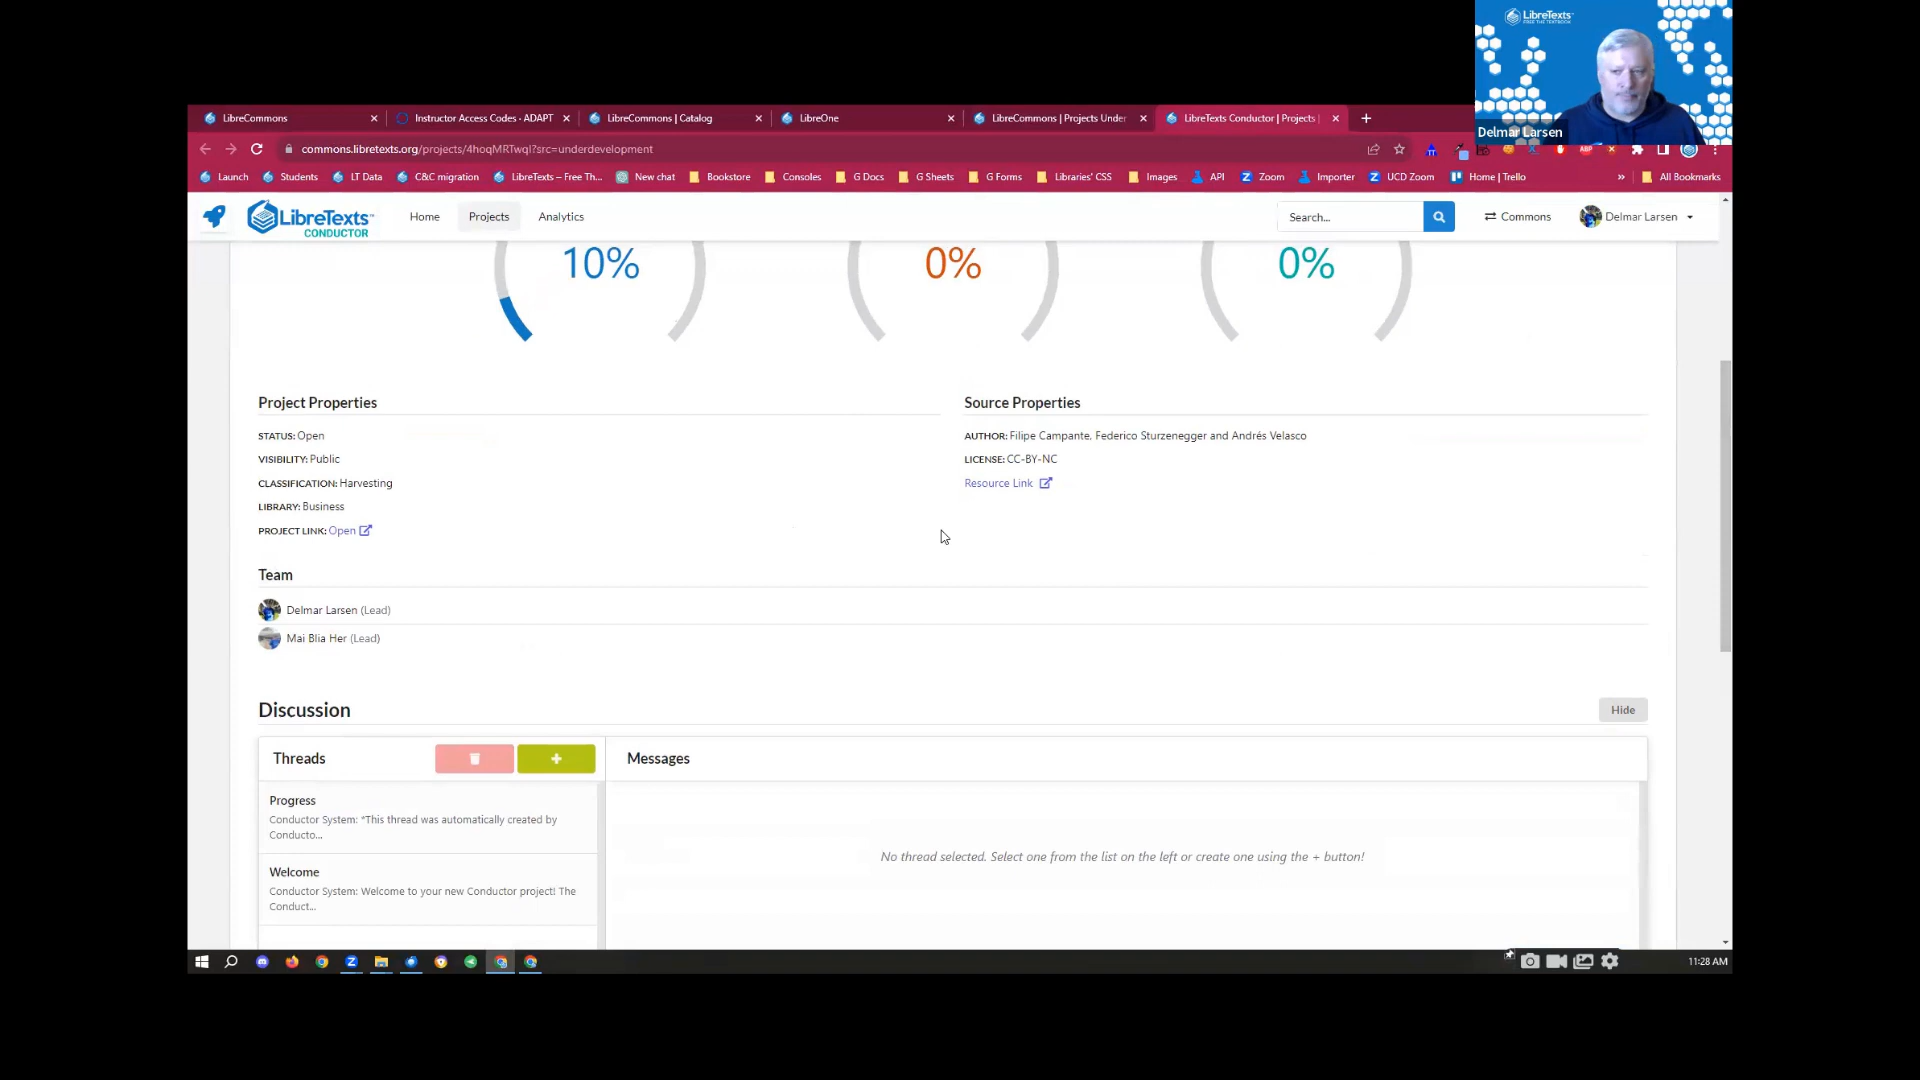 LibreTexts
FREE THE TEXTBOOK
Delmar Larsen
LibreCommons
Instructor Access Codes - ADAPT
LibreCommons | Catalog
LibreOne
LibreCommons | Projects Under
LibreTexts Conductor | Projects |
commons.libretexts.org/projects/4hoqMRTwq!?src=underdevelopment
Launch
Students
LT Data
C&C migration
LibreTexts – Free Th...
New chat
Bookstore
Consoles
G Docs
G Sheets
G Forms
Libraries' CSS
Images
API
Zoom
Importer
UCD Zoom
Home | Trello
»
All Bookmarks
LibreTexts™
CONDUCTOR
Home
Projects
Analytics
Search...
Commons
Delmar Larsen
10%
0%
0%
Project Properties
STATUS: Open
VISIBILITY: Public
CLASSIFICATION: Harvesting
LIBRARY: Business
PROJECT LINK: Open
Source Properties
AUTHOR: Filipe Campante, Federico Sturzenegger and Andrés Velasco
LICENSE: CC-BY-NC
Resource Link
Team
Delmar Larsen (Lead)
Mai Blia Her (Lead)
Discussion
Hide
Threads
+
Messages
Progress
Conductor System: *This thread was automatically created by
Conducto...
Welcome
Conductor System: Welcome to your new Conductor project! The
Conduct...
No thread selected. Select one from the list on the left or create one using the + button!
11:28 AM